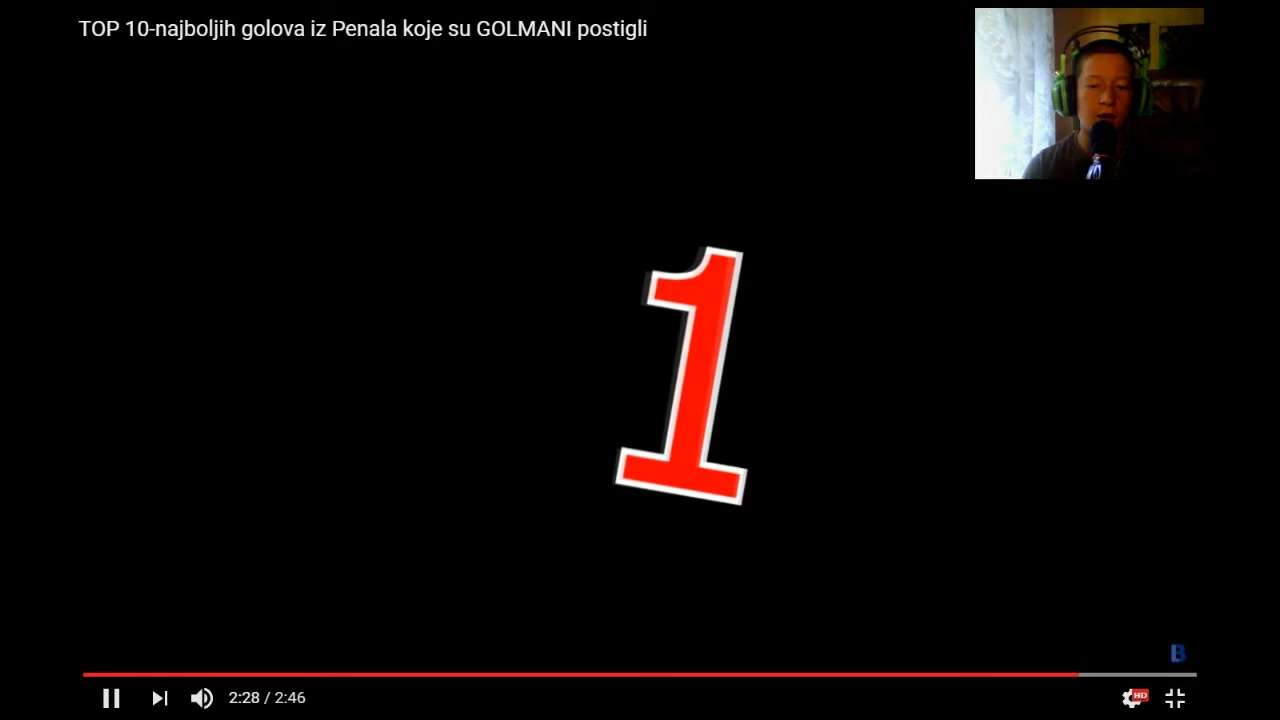 TOP 10-najboljih golova iz Penala koje su GOLMANI postigli
1
B
2:28 / 2:46
HD